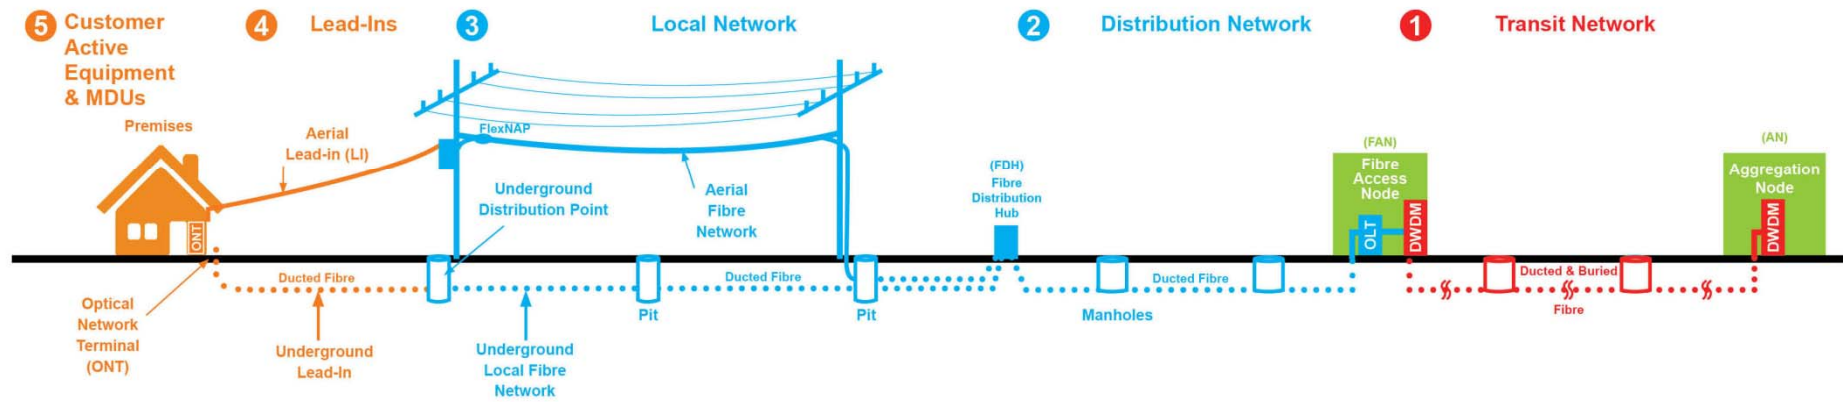 5 Customer
Active
Equipment
& MDUs
4 Lead-Ins
3 Local Network
2 Distribution Network
1 Transit Network
Premises
Aerial
Lead-in (LI)
FlexNAP
Underground
Distribution Point
Aerial
Fibre
Network
(FDH)
Fibre
Distribution
Hub
(FAN)
Fibre
Access
Node
OLT
DWDM
(AN)
Aggregation
Node
DWDM
ONT
Ducted Fibre
Ducted Fibre
Ducted Fibre
Ducted & Buried
Fibre
Optical
Network
Terminal
(ONT)
Underground
Lead-In
Underground
Local Fibre
Network
Pit
Pit
Manholes